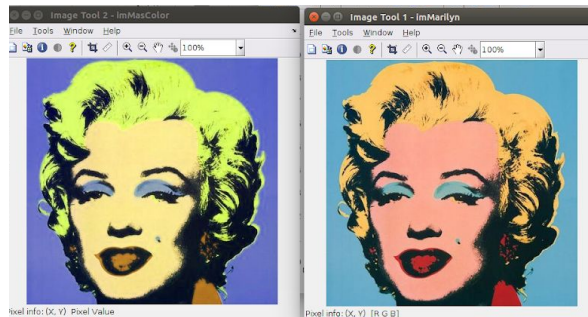 Image Tool 2 - imMasColor
File Tools Window Help
100%
Pixel info: (X, Y) Pixel Value
Image Tool 1 - imMarilyn
File Tools Window Help
100%
Pixel info: (X, Y) [R G B]